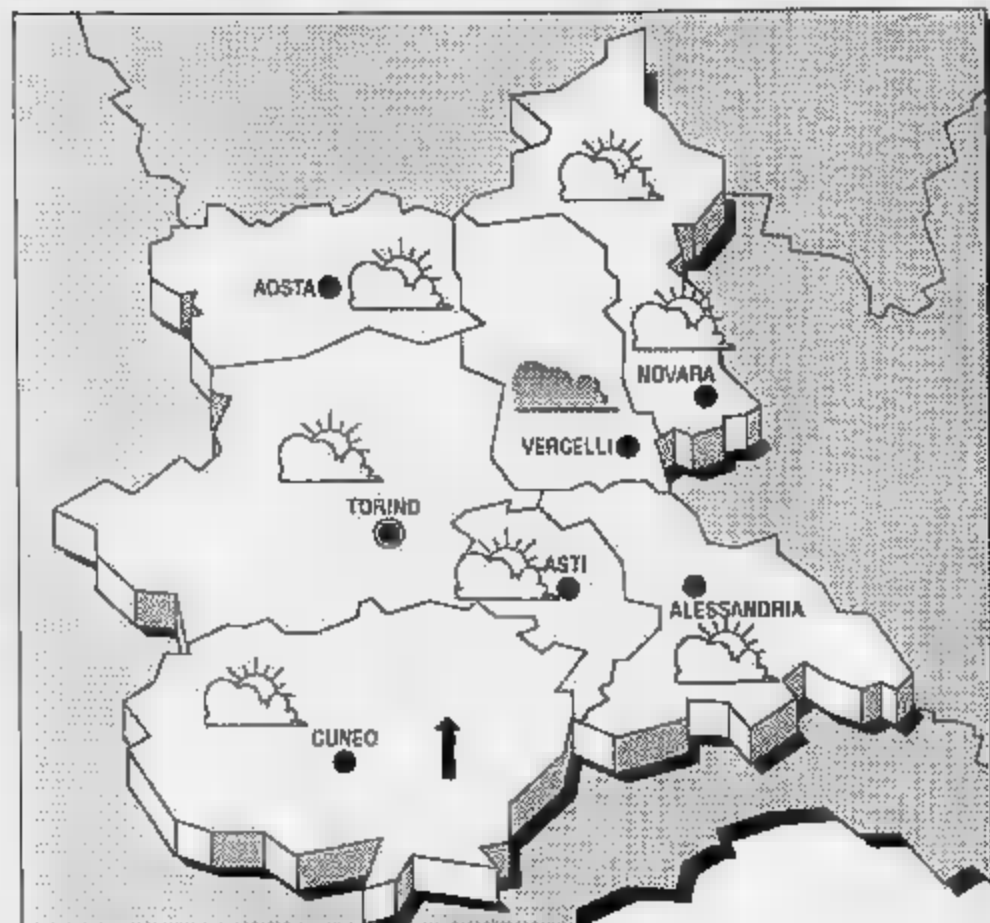 AOSTA
NOVARA
VERCELLI
TORINO
ASTI
ALESSANDRIA
CUNEO